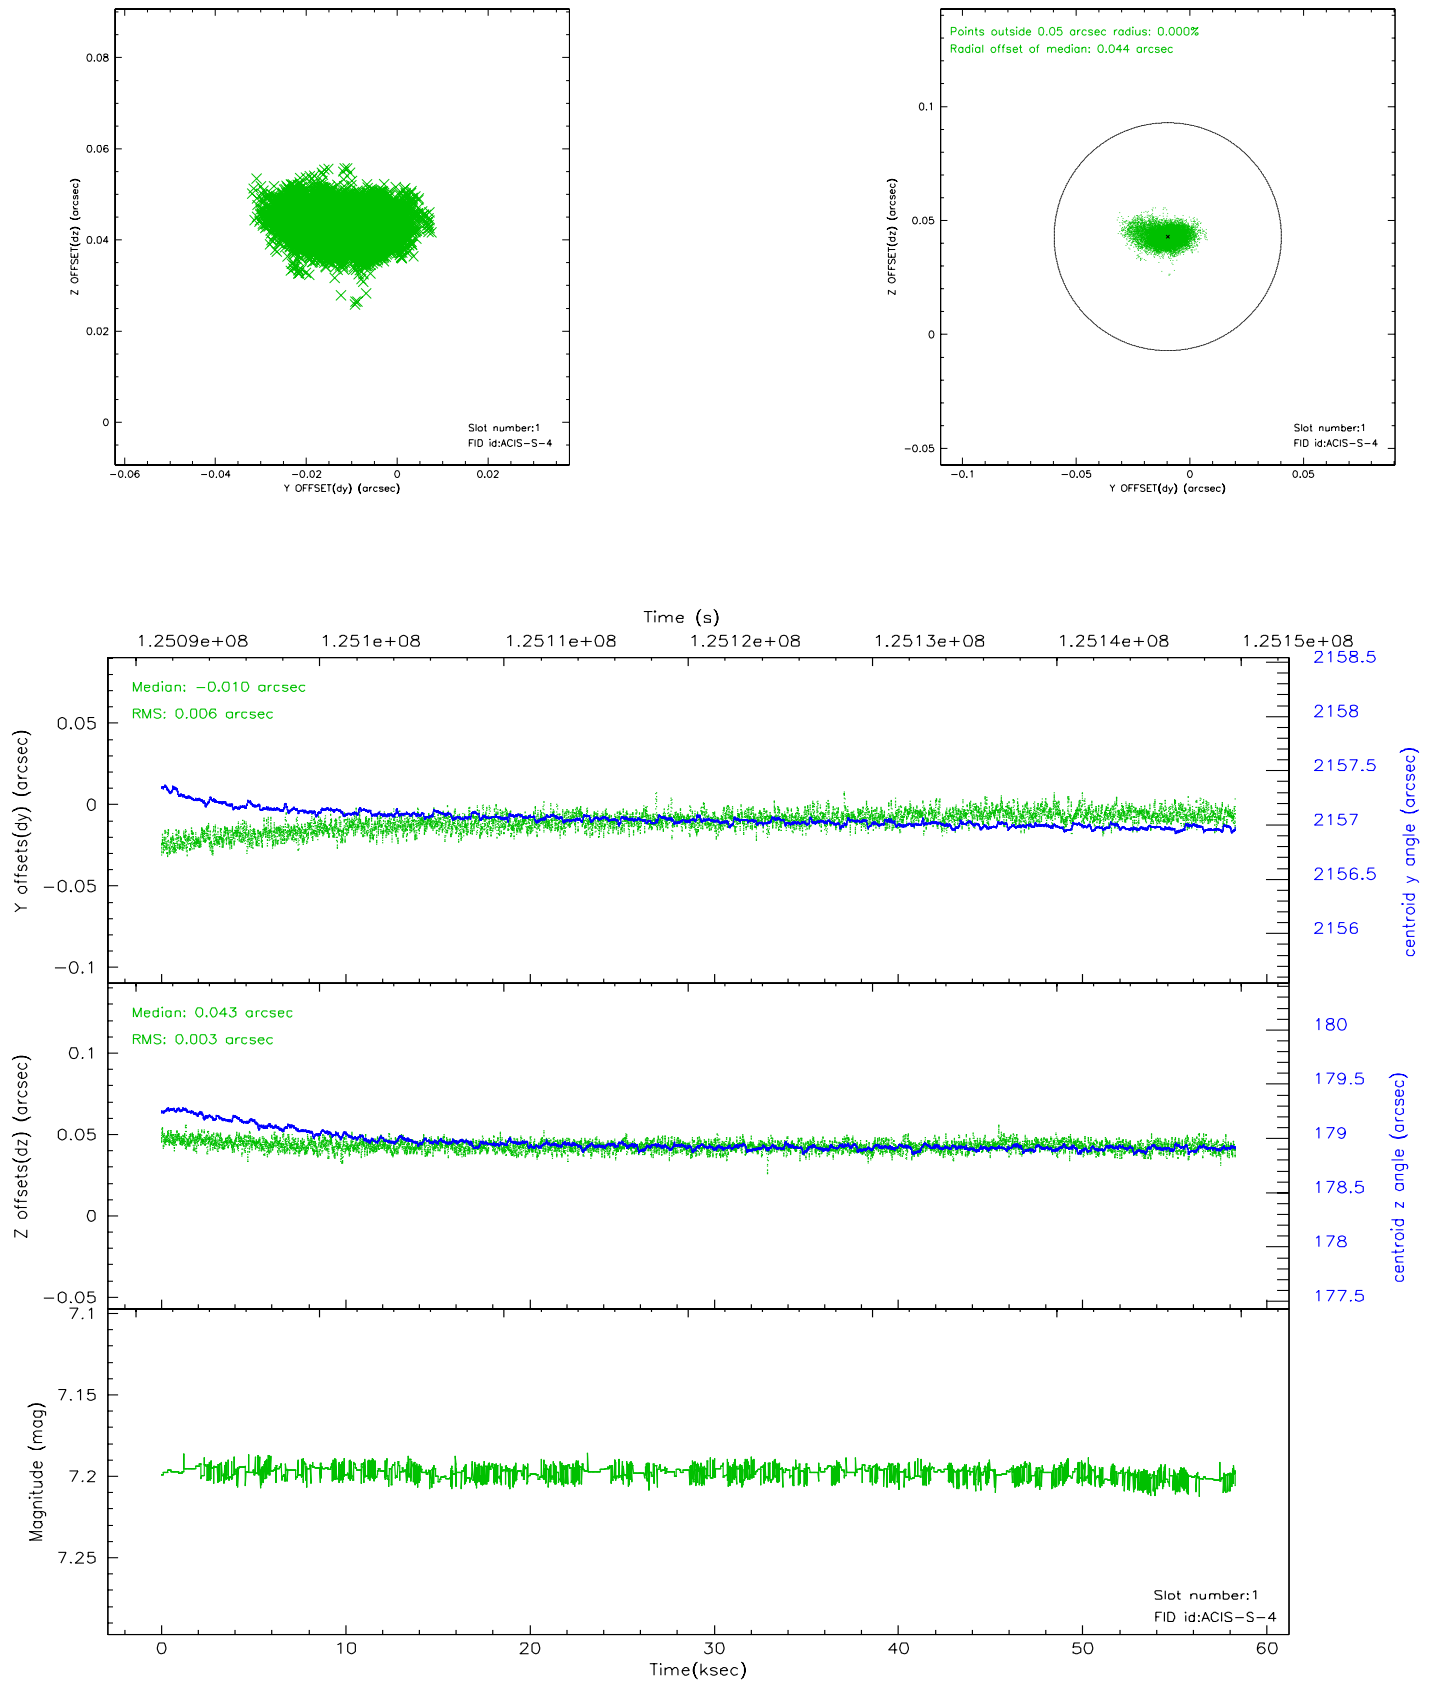 0.08
0.06
0.04
0.02
0
Z OFFSET(dz) (arcsec)
Slot number:1
FID id:ACIS-S-4
-0.06 -0.04 -0.02 0 0.02
Y OFFSET(dy) (arcsec)
Points outside 0.05 arcsec radius: 0.000%
Radial offset of median: 0.044 arcsec
0.1
0.05
0
-0.05
Z OFFSET(dz) (arcsec)
Slot number:1
FID id:ACIS-S-4
-0.1 -0.05 0 0.05
Y OFFSET(dy) (arcsec)
Time (s)
1.2509e+08 1.251e+08 1.2511e+08 1.2512e+08 1.2513e+08 1.2514e+08 1.2515e+08
Median: -0.010 arcsec
RMS: 0.006 arcsec
0.05
0
-0.05
-0.1
Y offsets(dy) (arcsec)
2158.5
2158
2157.5
2157
2156.5
2156
centroid y angle (arcsec)
Median: 0.043 arcsec
RMS: 0.003 arcsec
0.1
0.05
0
-0.05
Z offsets(dz) (arcsec)
180
179.5
179
178.5
178
177.5
centroid z angle (arcsec)
7.1
7.15
7.2
7.25
Magnitude (mag)
Slot number:1
FID id:ACIS-S-4
0 10 20 30 40 50 60
Time(ksec)